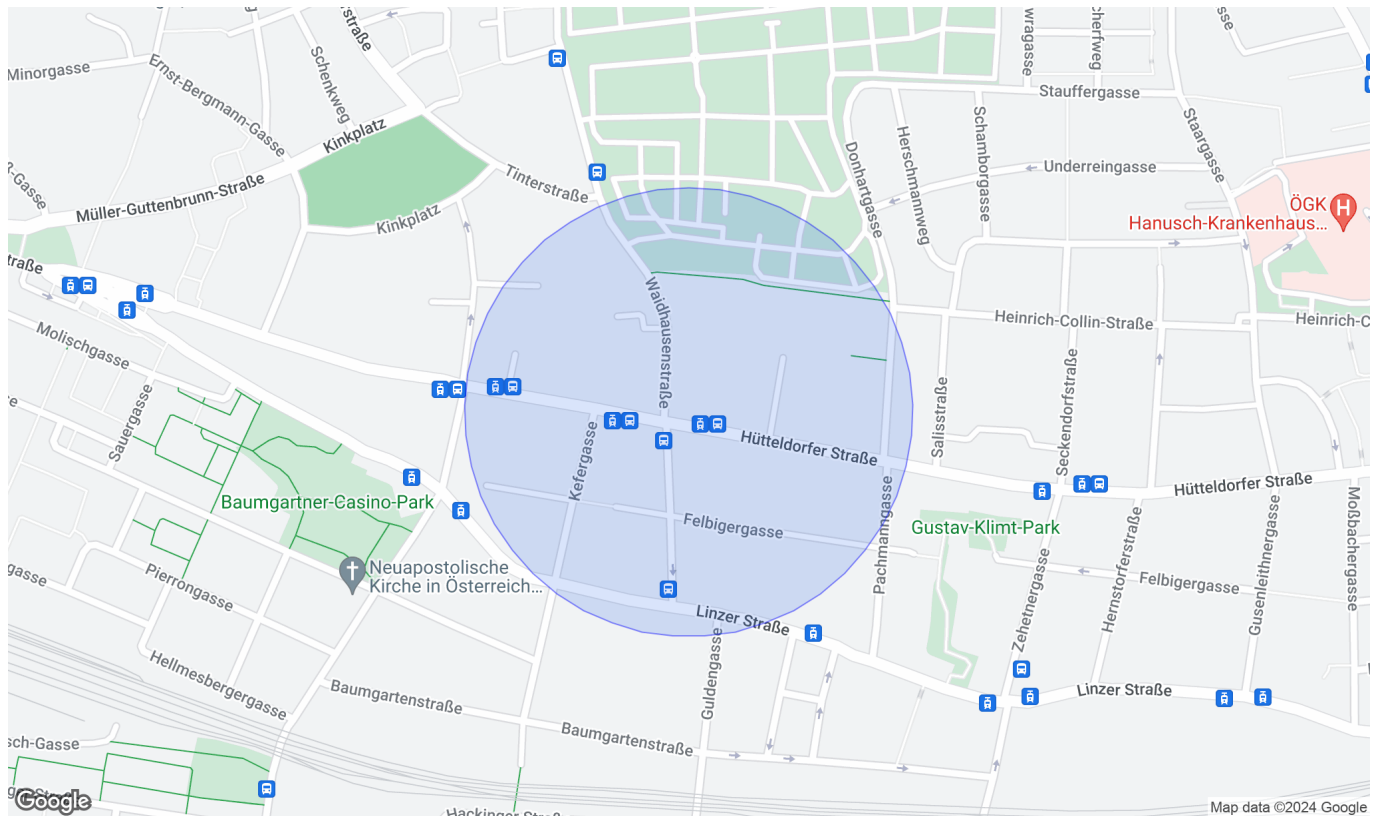 Minorgasse
Ernst-Bergmann-Gasse
Schenkweg
straße
Kinkplatz
Müller-Guttenbrunn-Straße
Kinkplatz
Tinterstraße
Stauffergasse
Schamborgasse
Herschmannweg
Donhartgasse
Underreingasse
Staargasse
ÖGK
Hanusch-Krankenhaus...
straße
Molischgasse
Sauergasse
Waidhausenstraße
Heinrich-Collin-Straße
Heinrich-C
Salisstraße
Seckendorfstraße
Hütteldorfer Straße
Hütteldorfer Straße
Kefergasse
Baumgartner-Casino-Park
Felbigergasse
Pachmanngasse
Gustav-Klimt-Park
Felbigergasse
Zehetnergasse
Hernstorferstraße
Gusenleithnergasse
Moßbachergasse
Neuapostolische
Kirche in Österreich...
gasse
Pierrongasse
Hellmesbergergasse
Linzer Straße
Guldengasse
Linzer Straße
Baumgartenstraße
Baumgartenstraße
sch-Gasse
Google
Map data ©2024 Google